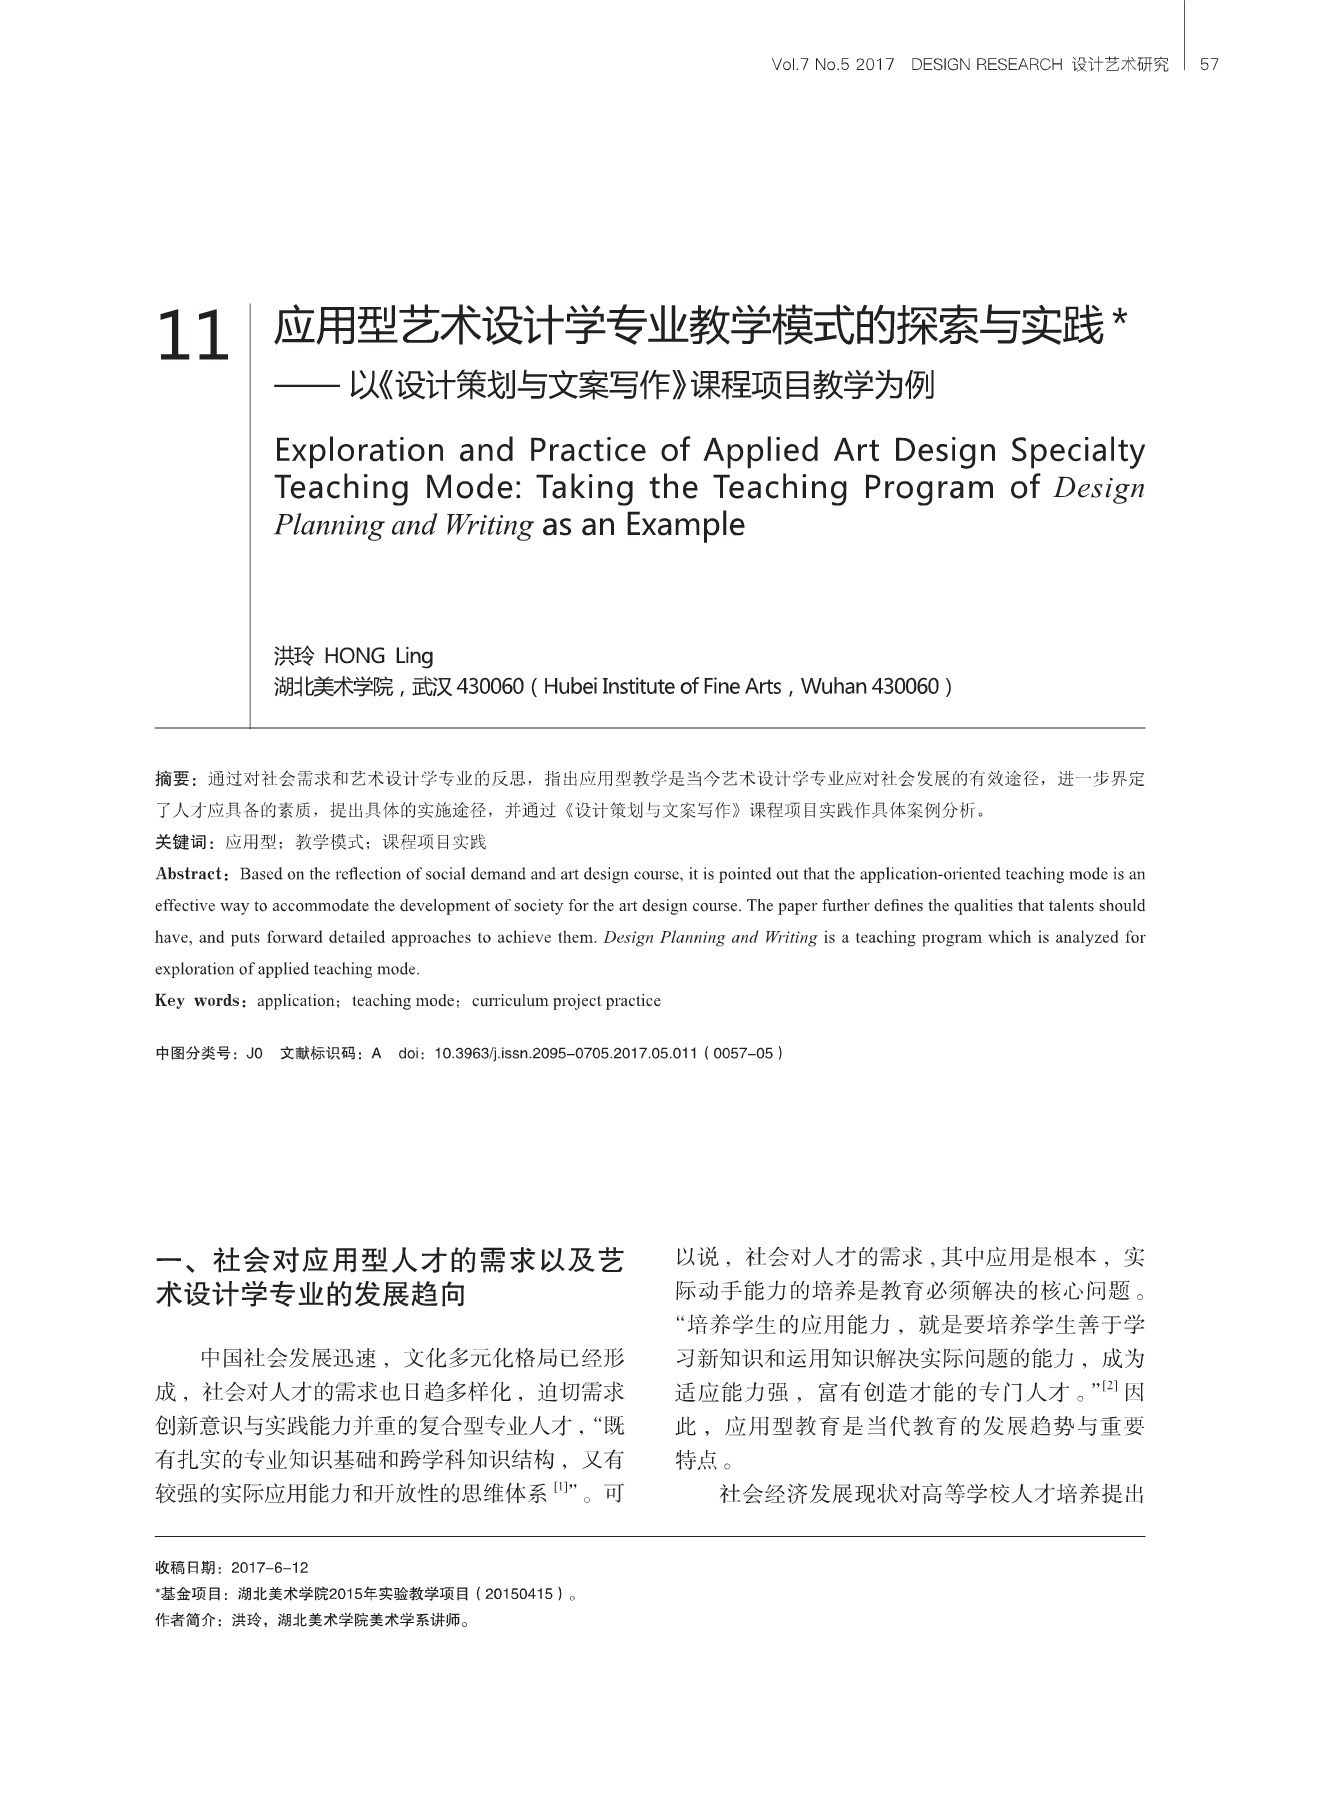 Vol.7 No.5 2017 DESIGN RESEARCH 设计艺术研究 57
11
应用型艺术设计学专业教学模式的探索与实践*
—— 以《设计策划与文案写作》课程项目教学为例
Exploration and Practice of Applied Art Design Specialty
Teaching Mode: Taking the Teaching Program of Design
Planning and Writing as an Example
洪玲 HONG Ling
湖北美术学院，武汉 430060（Hubei Institute of Fine Arts，Wuhan 430060）
摘要：通过对社会需求和艺术设计学专业的反思，指出应用型教学是当今艺术设计学专业应对社会发展的有效途径，进一步界定
了人才应具备的素质，提出具体的实施途径，并通过《设计策划与文案写作》课程项目实践作具体案例分析。
关键词：应用型；教学模式；课程项目实践
Abstract：Based on the reflection of social demand and art design course, it is pointed out that the application-oriented teaching mode is an
effective way to accommodate the development of society for the art design course. The paper further defines the qualities that talents should
have, and puts forward detailed approaches to achieve them. Design Planning and Writing is a teaching program which is analyzed for
exploration of applied teaching mode.
Key words：application；teaching mode；curriculum project practice
中图分类号：J0 文献标识码：A doi：10.3963/j.issn.2095-0705.2017.05.011（0057-05）
一、社会对应用型人才的需求以及艺
术设计学专业的发展趋向
中国社会发展迅速，文化多元化格局已经形
成，社会对人才的需求也日趋多样化，迫切需求
创新意识与实践能力并重的复合型专业人才，“既
有扎实的专业知识基础和跨学科知识结构，又有
较强的实际应用能力和开放性的思维体系[1]”。可
以说，社会对人才的需求，其中应用是根本，实
际动手能力的培养是教育必须解决的核心问题。
“培养学生的应用能力，就是要培养学生善于学
习新知识和运用知识解决实际问题的能力，成为
适应能力强，富有创造才能的专门人才。”[2]因
此，应用型教育是当代教育的发展趋势与重要
特点。
社会经济发展现状对高等学校人才培养提出
收稿日期：2017-6-12
*基金项目：湖北美术学院2015年实验教学项目（20150415）。
作者简介：洪玲，湖北美术学院美术学系讲师。